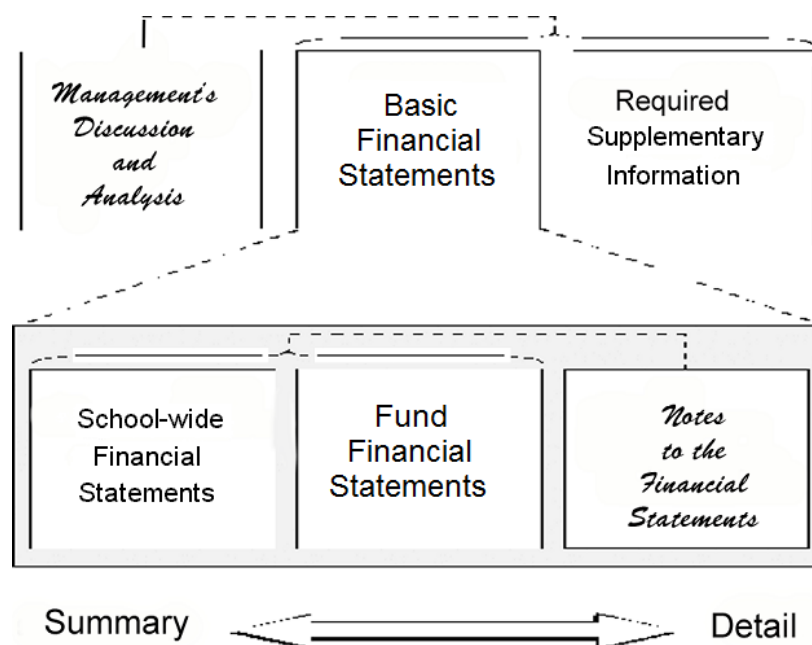 Management's
Discussion
and
Analysis
Basic
Financial
Statements
Required
Supplementary
Information
School-wide
Financial
Statements
Fund
Financial
Statements
Notes
to the
Financial
Statements
Summary
Detail